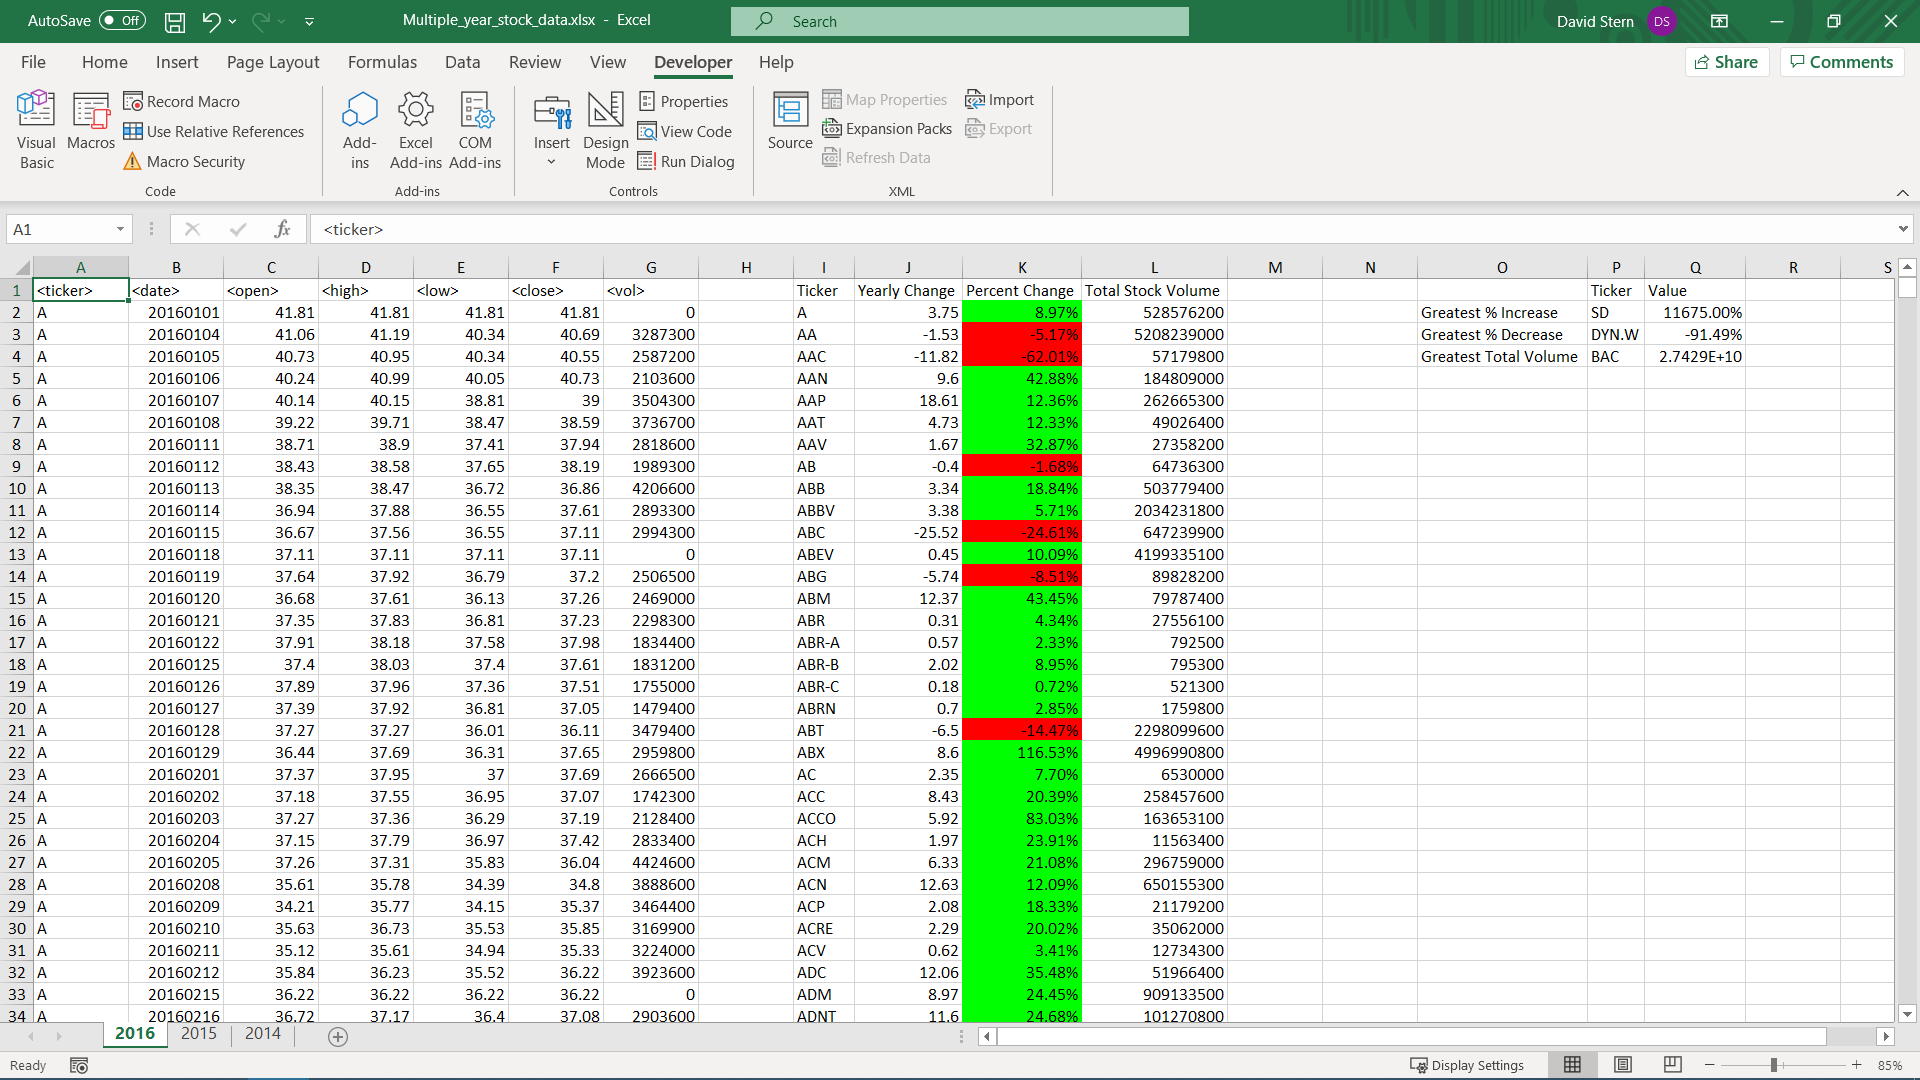 AutoSave Off Multiple_year_stock_data.xlsx - Excel Search David Stern DS
File Home Insert Page Layout Formulas Data Review View Developer Help Share Comments
Visual Basic Macros Record Macro Use Relative References Macro Security Add-ins Excel Add-ins COM Add-ins Insert Design Mode Properties View Code Run Dialog Source Map Properties Expansion Packs Refresh Data Import Export
Code Add-ins Controls XML
A1 fx <ticker>
A B C D E F G H I J K L M N O P Q R S
1 <ticker> <date> <open> <high> <low> <close> <vol> Ticker Yearly Change Percent Change Total Stock Volume Ticker Value
2 A 20160101 41.81 41.81 41.81 41.81 0 A 3.75 8.97% 528576200 Greatest % Increase SD 11675.00%
3 A 20160104 41.06 41.19 40.34 40.69 3287300 AA -1.53 -5.17% 5208239000 Greatest % Decrease DYN.W -91.49%
4 A 20160105 40.73 40.95 40.34 40.55 2587200 AAC -11.82 -62.01% 57179800 Greatest Total Volume BAC 2.7429E+10
5 A 20160106 40.24 40.99 40.05 40.73 2103600 AAN 9.6 42.88% 184809000
6 A 20160107 40.14 40.15 38.81 39 3504300 AAP 18.61 12.36% 262665300
7 A 20160108 39.22 39.71 38.47 38.59 3736700 AAT 4.73 12.33% 49026400
8 A 20160111 38.71 38.9 37.41 37.94 2818600 AAV 1.67 32.87% 27358200
9 A 20160112 38.43 38.58 37.65 38.19 1989300 AB -0.4 -1.68% 64736300
10 A 20160113 38.35 38.47 36.72 36.86 4206600 ABB 3.34 18.84% 503779400
11 A 20160114 36.94 37.88 36.55 37.61 2893300 ABBV 3.38 5.71% 2034231800
12 A 20160115 36.67 37.56 36.55 37.11 2994300 ABC -25.52 -24.61% 647239900
13 A 20160118 37.11 37.11 37.11 37.11 0 ABEV 0.45 10.09% 4199335100
14 A 20160119 37.64 37.92 36.79 37.2 2506500 ABG -5.74 -8.51% 89828200
15 A 20160120 36.68 37.61 36.13 37.26 2469000 ABM 12.37 43.45% 79787400
16 A 20160121 37.35 37.83 36.81 37.23 2298300 ABR 0.31 4.34% 27556100
17 A 20160122 37.91 38.18 37.58 37.98 1834400 ABR-A 0.57 2.33% 792500
18 A 20160125 37.4 38.03 37.4 37.61 1831200 ABR-B 2.02 8.95% 795300
19 A 20160126 37.89 37.96 37.36 37.51 1755000 ABR-C 0.18 0.72% 521300
20 A 20160127 37.39 37.92 36.81 37.05 1479400 ABRN 0.7 2.85% 1759800
21 A 20160128 37.27 37.27 36.01 36.11 3479400 ABT -6.5 -14.47% 2298099600
22 A 20160129 36.44 37.69 36.31 37.65 2959800 ABX 8.6 116.53% 4996990800
23 A 20160201 37.37 37.95 37 37.69 2666500 AC 2.35 7.70% 6530000
24 A 20160202 37.18 37.55 36.95 37.07 1742300 ACC 8.43 20.39% 258457600
25 A 20160203 37.27 37.36 36.29 37.19 2128400 ACCO 5.92 83.03% 163653100
26 A 20160204 37.15 37.79 36.97 37.42 2833400 ACH 1.97 23.91% 11563400
27 A 20160205 37.26 37.31 35.83 36.04 4424600 ACM 6.33 21.08% 296759000
28 A 20160208 35.61 35.78 34.39 34.8 3888600 ACN 12.63 12.09% 650155300
29 A 20160209 34.21 35.77 34.15 35.37 3464400 ACP 2.08 18.33% 21179200
30 A 20160210 35.63 36.73 35.53 35.85 3169900 ACRE 2.29 20.02% 35062000
31 A 20160211 35.12 35.61 34.94 35.33 3224000 ACV 0.62 3.41% 12734300
32 A 20160212 35.84 36.23 35.52 36.22 3923600 ADC 12.06 35.48% 51966400
33 A 20160215 36.22 36.22 36.22 36.22 0 ADM 8.97 24.45% 909133500
34 A 20160216 36.72 37.17 36.4 37.08 2903600 ADNT 11.6 24.68% 101270800
2016 2015 2014
Ready Display Settings 85%